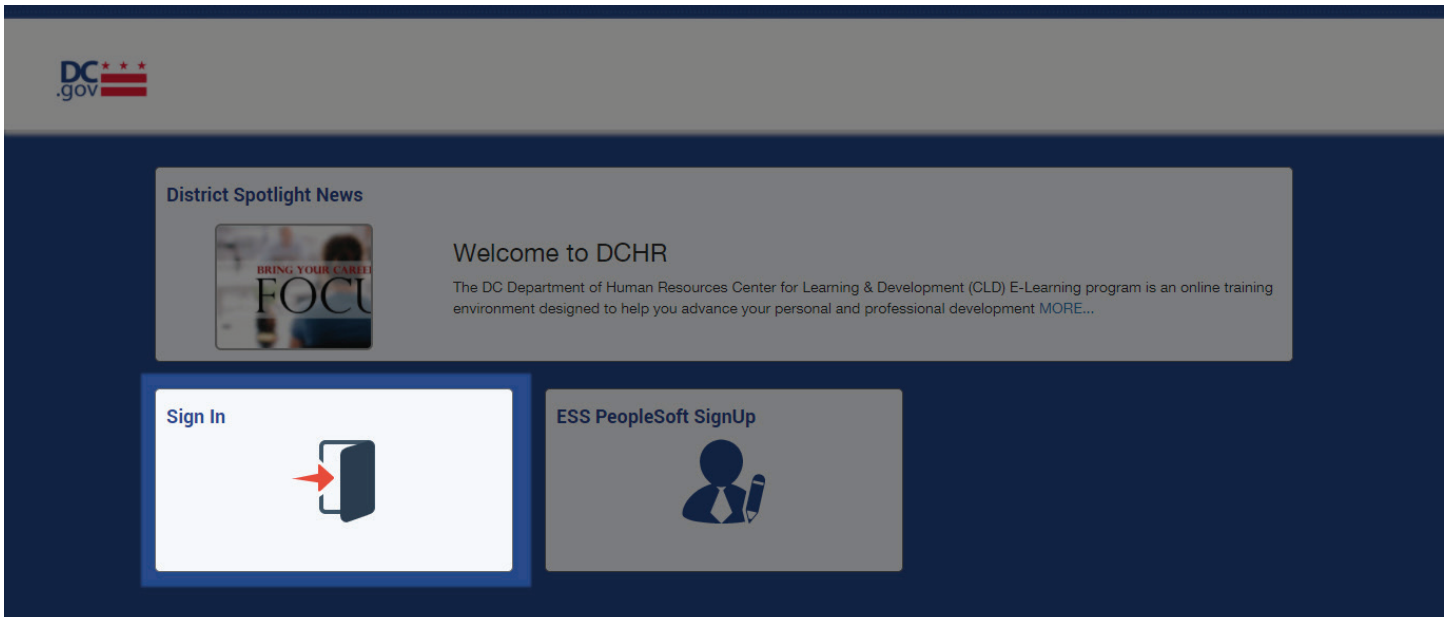 DC
.gov
District Spotlight News
BRING YOUR CAREE
FOCU
Welcome to DCHR
The DC Department of Human Resources Center for Learning & Development (CLD) E-Learning program is an online training
environment designed to help you advance your personal and professional development MORE...
Sign In
ESS PeopleSoft SignUp